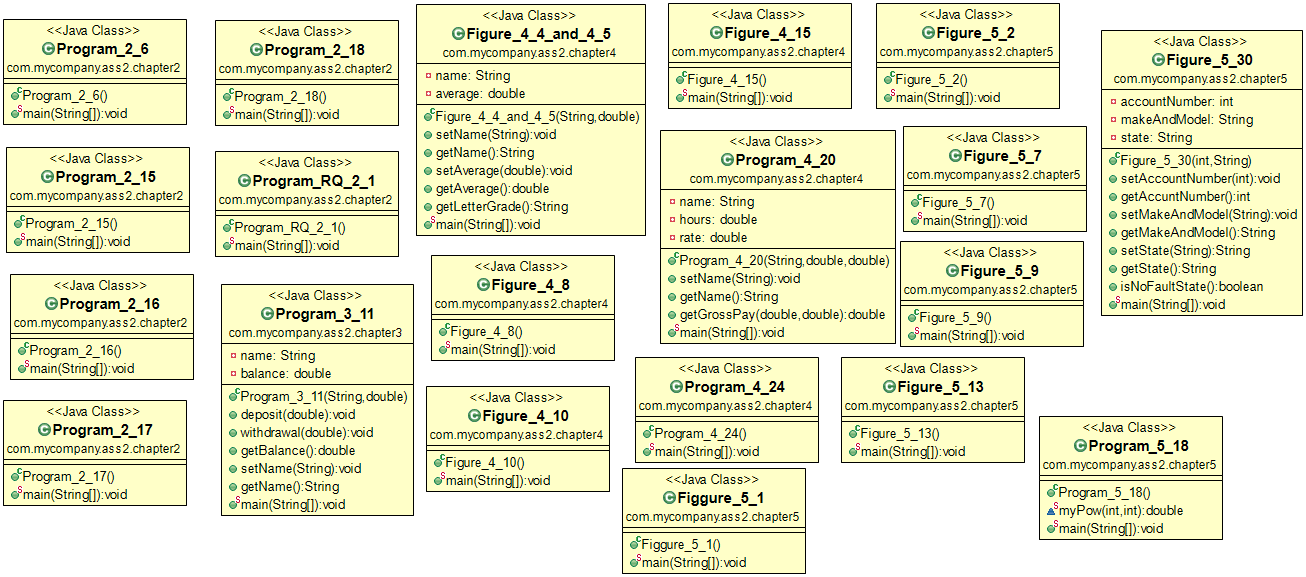 <<Java Class>>
Program_2_6
com.mycompany.ass2.chapter2
Program_2_6()
main(String[]):void
<<Java Class>>
Program_2_15
com.mycompany.ass2.chapter2
Program_2_15()
main(String[]):void
<<Java Class>>
Program_2_16
com.mycompany.ass2.chapter2
Program_2_16()
main(String[]):void
<<Java Class>>
Program_2_17
com.mycompany.ass2.chapter2
Program_2_17()
main(String[]):void
<<Java Class>>
Program_2_18
com.mycompany.ass2.chapter2
Program_2_18()
main(String[]):void
<<Java Class>>
Program_RQ_2_1
com.mycompany.ass2.chapter2
Program_RQ_2_1()
main(String[]):void
<<Java Class>>
Program_3_11
com.mycompany.ass2.chapter3
name: String
balance: double
Program_3_11(String,double)
deposit(double):void
withdrawal(double):void
getBalance():double
setName(String):void
getName():String
main(String[]):void
<<Java Class>>
Figure_4_4_and_4_5
com.mycompany.ass2.chapter4
name: String
average: double
Figure_4_4_and_4_5(String,double)
setName(String):void
getName():String
setAverage(double):void
getAverage():double
getLetterGrade():String
main(String[]):void
<<Java Class>>
Figure_4_8
com.mycompany.ass2.chapter4
Figure_4_8()
main(String[]):void
<<Java Class>>
Figure_4_10
com.mycompany.ass2.chapter4
Figure_4_10()
main(String[]):void
<<Java Class>>
Figure_4_15
com.mycompany.ass2.chapter4
Figure_4_15()
main(String[]):void
<<Java Class>>
Program_4_20
com.mycompany.ass2.chapter4
name: String
hours: double
rate: double
Program_4_20(String,double,double)
setName(String):void
getName():String
getGrossPay(double,double): double
main(String[]):void
<<Java Class>>
Program_4_24
com.mycompany.ass2.chapter4
Program_4_24()
main(String[]):void
<<Java Class>>
Figgure_5_1
com.mycompany.ass2.chapter5
Figgure_5_1()
main(String[]):void
<<Java Class>>
Figure_5_2
com.mycompany.ass2.chapter5
Figure_5_2()
main(String[]):void
<<Java Class>>
Figure_5_7
com.mycompany.ass2.chapter5
Figure_5_7()
main(String[]):void
<<Java Class>>
Figure_5_9
com.mycompany.ass2.chapter5
Figure_5_9()
main(String[]):void
<<Java Class>>
Figure_5_13
com.mycompany.ass2.chapter5
Figure_5_13()
main(String[]):void
<<Java Class>>
Figure_5_30
com.mycompany.ass2.chapter5
accountNumber: int
makeAndModel: String
state: String
Figure_5_30(int,String)
setAccountNumber(int):void
getAccuntNumber():int
setMakeAndModel(String):void
getMakeAndModel():String
setState(String):String
getState():String
isNoFaultState():boolean
main(String[]):void
<<Java Class>>
Program_5_18
com.mycompany.ass2.chapter5
Program_5_18()
myPow(int,int):double
main(String[]):void